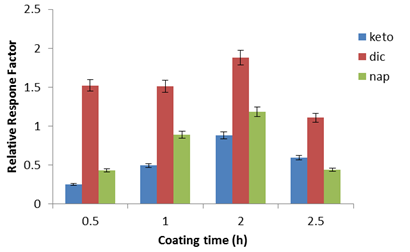 2.5
2
1.5
1
0.5
0
Relative Respone Factor
0.5 1 2 2.5
Coating time (h)
keto
dic
nap